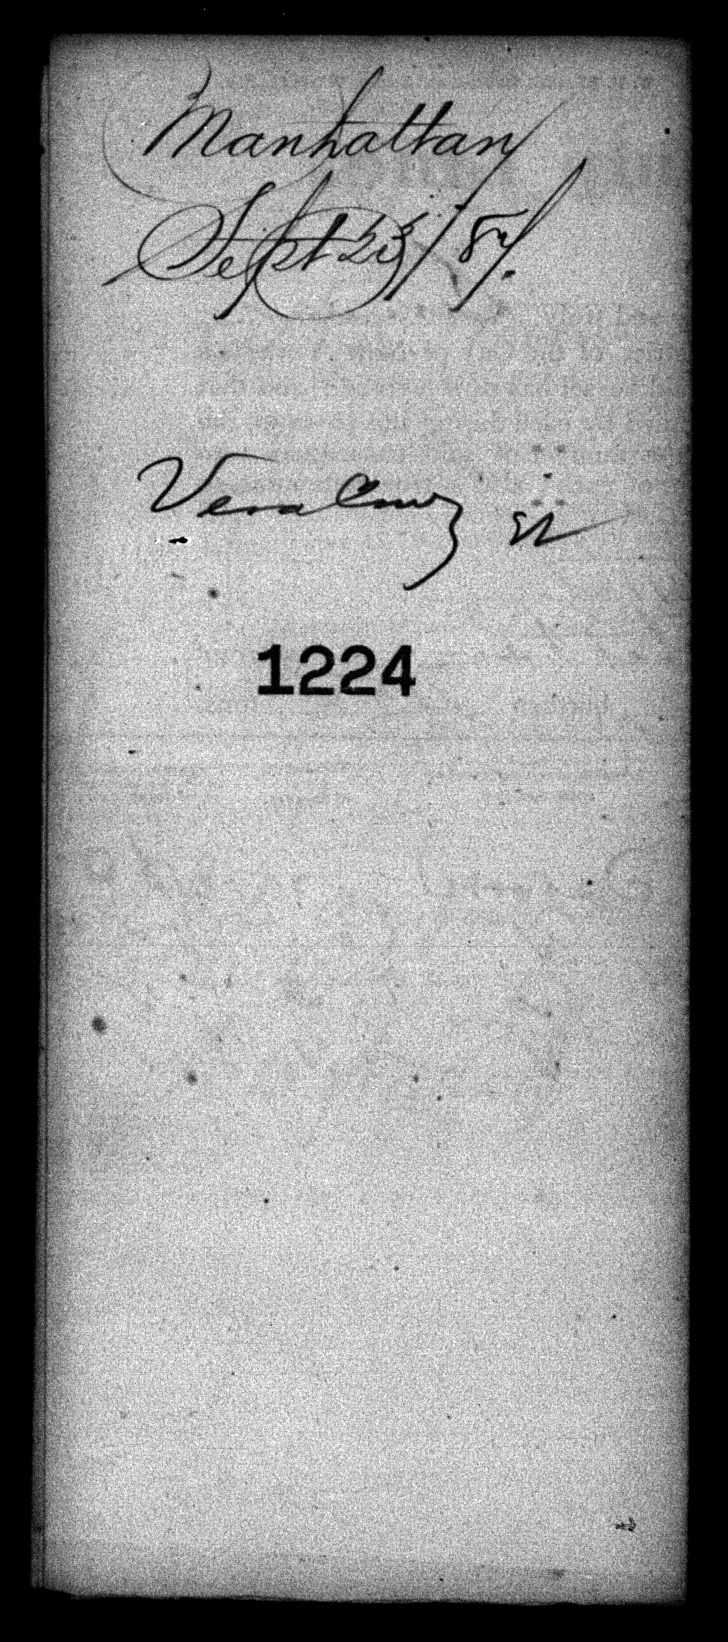 Manhattan
Sept 23/87.
Vera Cruz
1224